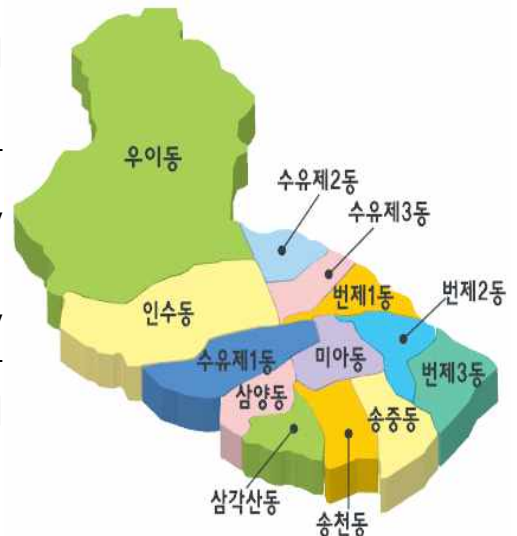 우이동
수유제2동
수유제3동
번제1동
번제2동
인수동
수유제1동
미아동
번제3동
삼양동
송중동
삼각산동
송천동